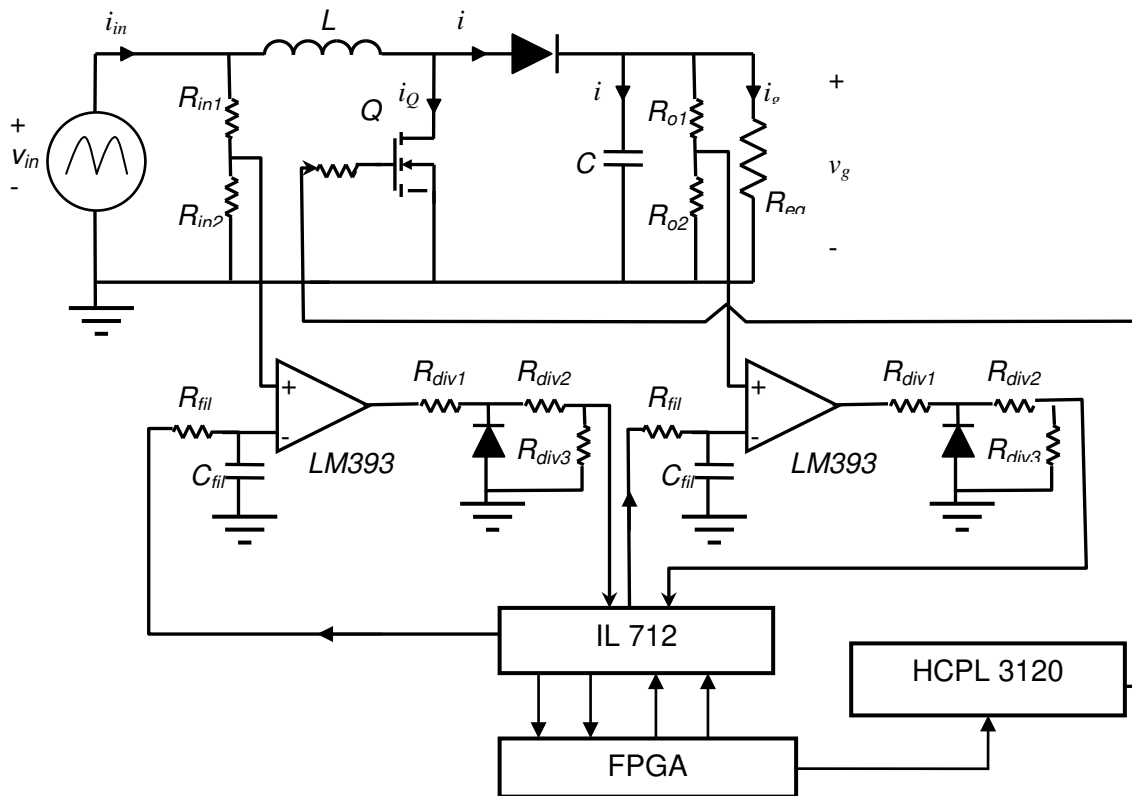 i_in
L
i
R_in1
i_Q
i
R_o1
i_g
+
+
Q
v_in
C
v_g
-
R_in2
R_o2
R_eq
-
R_div1
R_div2
R_div1
R_div2
R_fil
+
R_fil
+
-
R_div3
-
R_div3
C_fil
LM393
C_fil
LM393
IL 712
HCPL 3120
FPGA